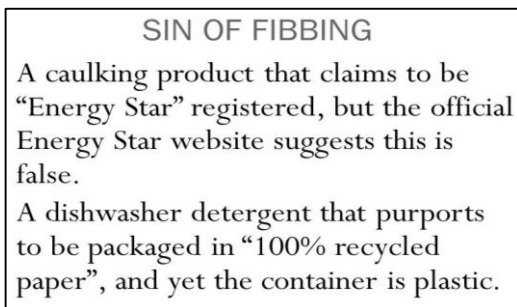 SIN OF FIBBING
A caulking product that claims to be
“Energy Star” registered, but the official
Energy Star website suggests this is
false.
A dishwasher detergent that purports
to be packaged in “100% recycled
paper”, and yet the container is plastic.